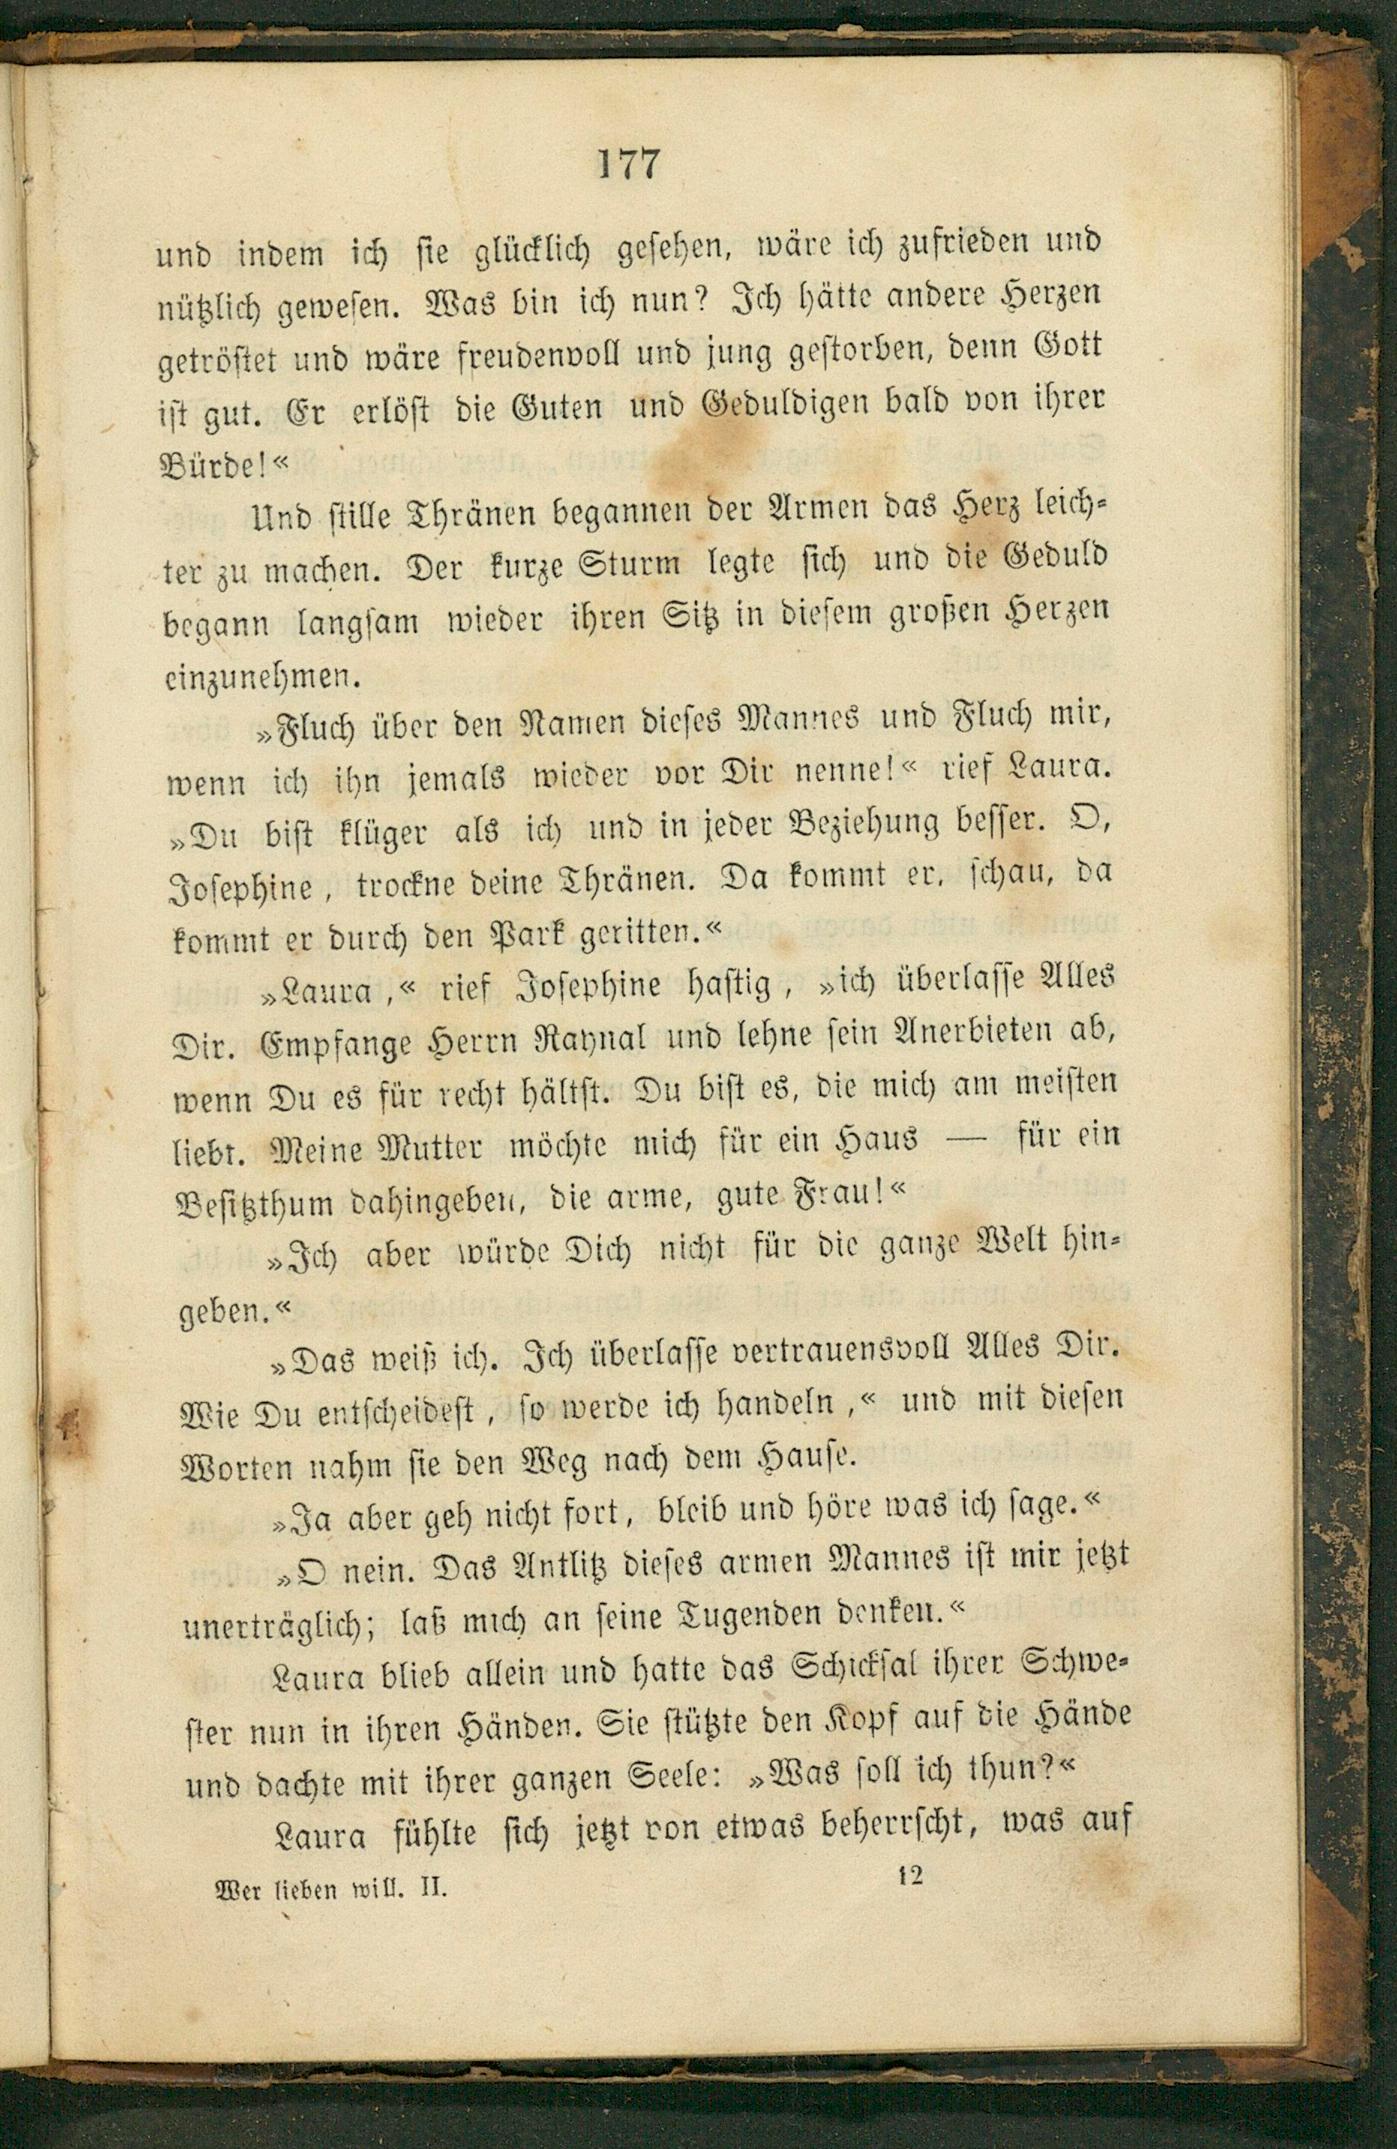 177
und indem ich sie glücklich gesehen, wäre ich zufrieden und
nützlich gewesen. Was bin ich nun? Ich hätte andere Herzen
getröstet und wäre freudenvoll und jung gestorben, denn Gott
ist gut. Er erlöst die Guten und Geduldigen bald von ihrer
Bürde!«
Und stille Thränen begannen der Armen das Herz leich-
ter zu machen. Der kurze Sturm legte sich und die Geduld
begann langsam wieder ihren Sitz in diesem großen Herzen
einzunehmen.
»Fluch über den Namen dieses Mannes und Fluch mir,
wenn ich ihn jemals wieder vor Dir nenne!« rief Laura.
»Du bist klüger als ich und in jeder Beziehung besser. O,
Josephine, trockne deine Thränen. Da kommt er, schau, da
kommt er durch den Park geritten.«
»Laura,« rief Josephine hastig, »ich überlasse Alles
Dir. Empfange Herrn Raynal und lehne sein Anerbieten ab,
wenn Du es für recht hältst. Du bist es, die mich am meisten
liebt. Meine Mutter möchte mich für ein Haus — für ein
Besitzthum dahingeben, die arme, gute Frau!«
»Ich aber würde Dich nicht für die ganze Welt hin-
geben.«
»Das weiß ich. Ich überlasse vertrauensvoll Alles Dir.
Wie Du entscheidest, so werde ich handeln,« und mit diesen
Worten nahm sie den Weg nach dem Hause.
»Ja aber geh nicht fort, bleib und höre was ich sage.«
»O nein. Das Antlitz dieses armen Mannes ist mir jetzt
unerträglich; laß mich an seine Tugenden denken.«
Laura blieb allein und hatte das Schicksal ihrer Schwe-
ster nun in ihren Händen. Sie stützte den Kopf auf die Hände
und dachte mit ihrer ganzen Seele: »Was soll ich thun?«
Laura fühlte sich jetzt von etwas beherrscht, was auf
Wer lieben will. II. 12